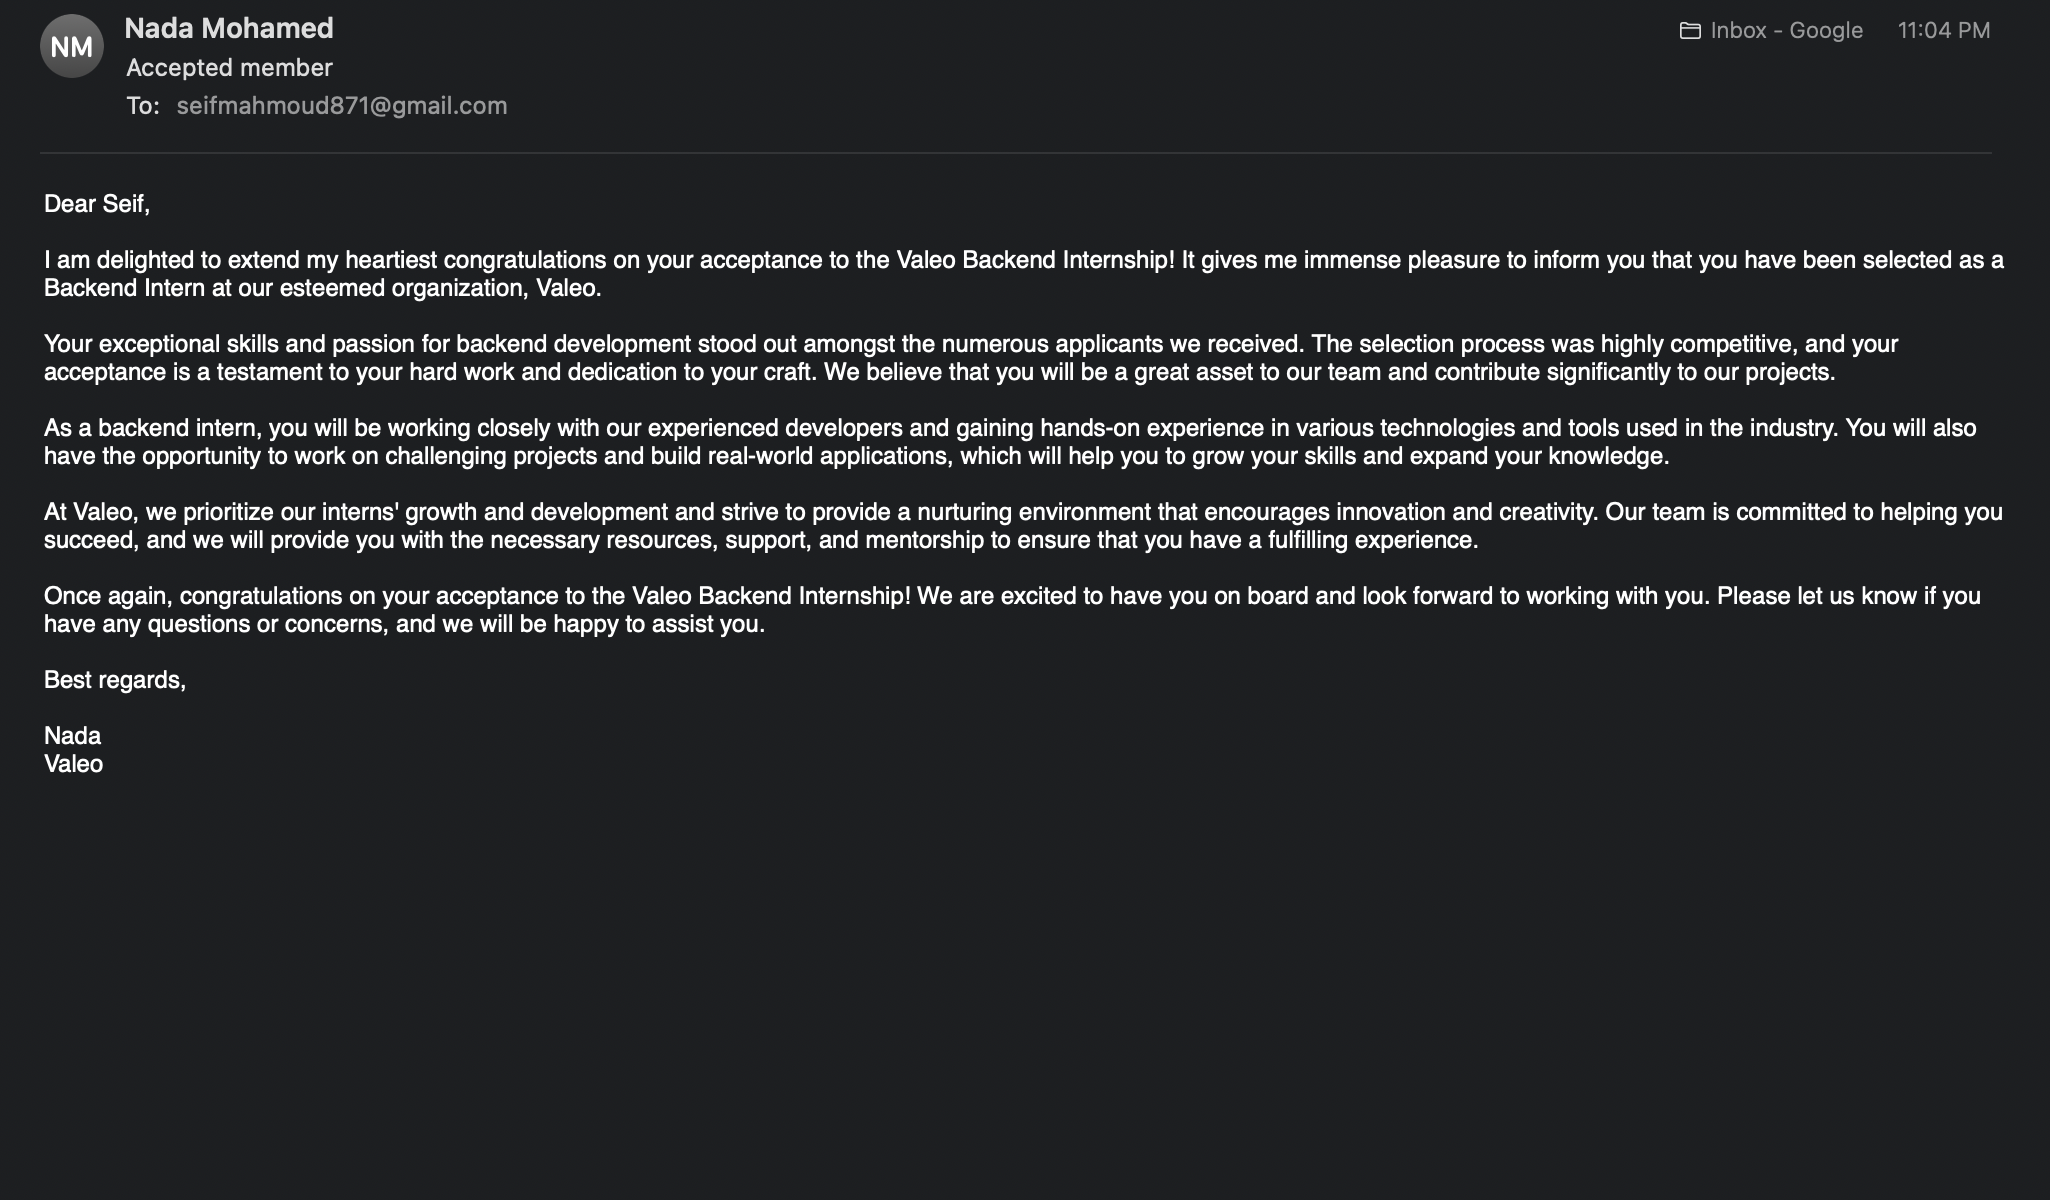 NM
Nada Mohamed
Inbox - Google 11:04 PM
Accepted member
To: seifmahmoud871@gmail.com
Dear Seif,
I am delighted to extend my heartiest congratulations on your acceptance to the Valeo Backend Internship! It gives me immense pleasure to inform you that you have been selected as a
Backend Intern at our esteemed organization, Valeo.
Your exceptional skills and passion for backend development stood out amongst the numerous applicants we received. The selection process was highly competitive, and your
acceptance is a testament to your hard work and dedication to your craft. We believe that you will be a great asset to our team and contribute significantly to our projects.
As a backend intern, you will be working closely with our experienced developers and gaining hands-on experience in various technologies and tools used in the industry. You will also
have the opportunity to work on challenging projects and build real-world applications, which will help you to grow your skills and expand your knowledge.
At Valeo, we prioritize our interns' growth and development and strive to provide a nurturing environment that encourages innovation and creativity. Our team is committed to helping you
succeed, and we will provide you with the necessary resources, support, and mentorship to ensure that you have a fulfilling experience.
Once again, congratulations on your acceptance to the Valeo Backend Internship! We are excited to have you on board and look forward to working with you. Please let us know if you
have any questions or concerns, and we will be happy to assist you.
Best regards,
Nada
Valeo